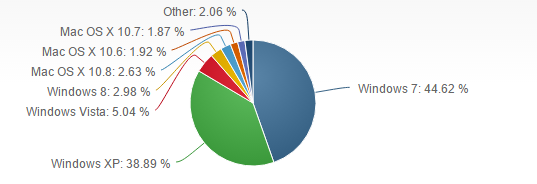 Other: 2.06 %
Mac OS X 10.7: 1.87 %
Mac OS X 10.6: 1.92 %
Mac OS X 10.8: 2.63 %
Windows 8: 2.98 %
Windows 7: 44.62 %
Windows Vista: 5.04 %
Windows XP: 38.89 %